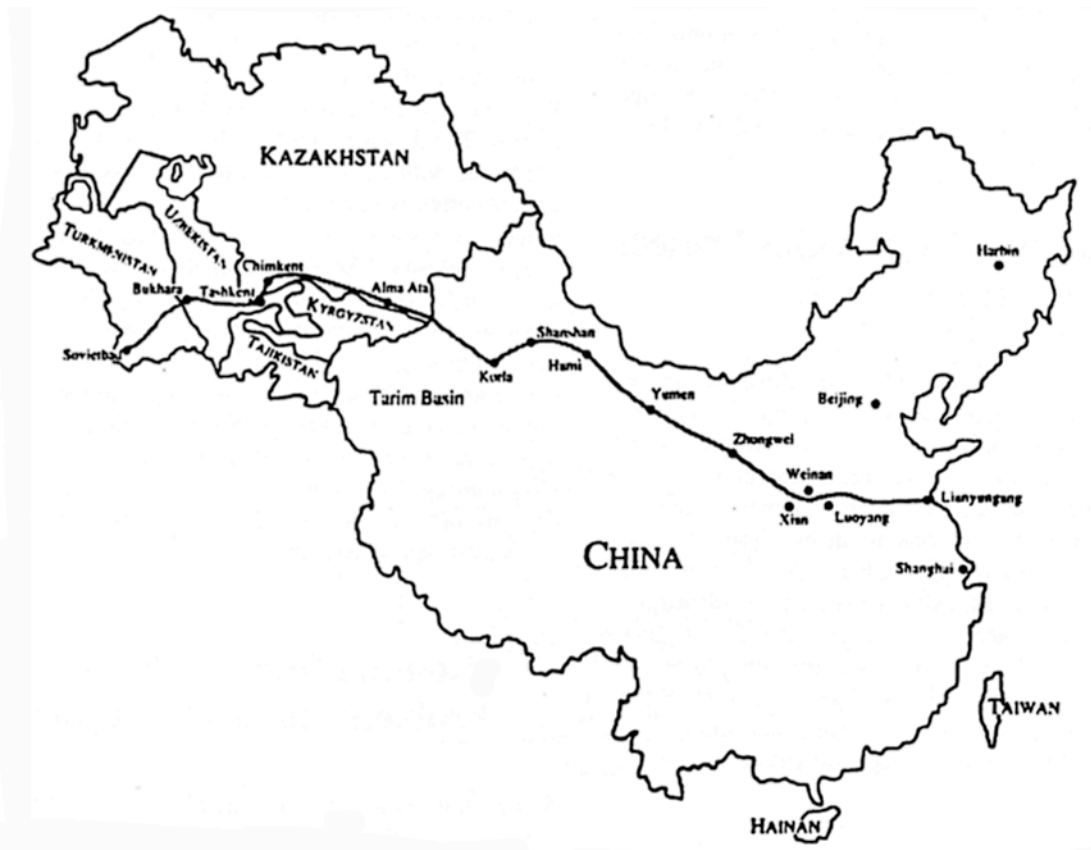 KAZAKHSTAN
UZBEKISTAN
TURKMENISTAN
Harbin
Chimkent
Bukhara
Tashkent
Alma Ata
KYRGYZSTAN
Shanshan
Sovietbad
TAJIKISTAN
Korla
Hami
Tarim Basin
Yumen
Beijing
Zhongwei
Weinan
Lianyungang
Xian
Luoyang
CHINA
Shanghai
TAIWAN
HAINAN